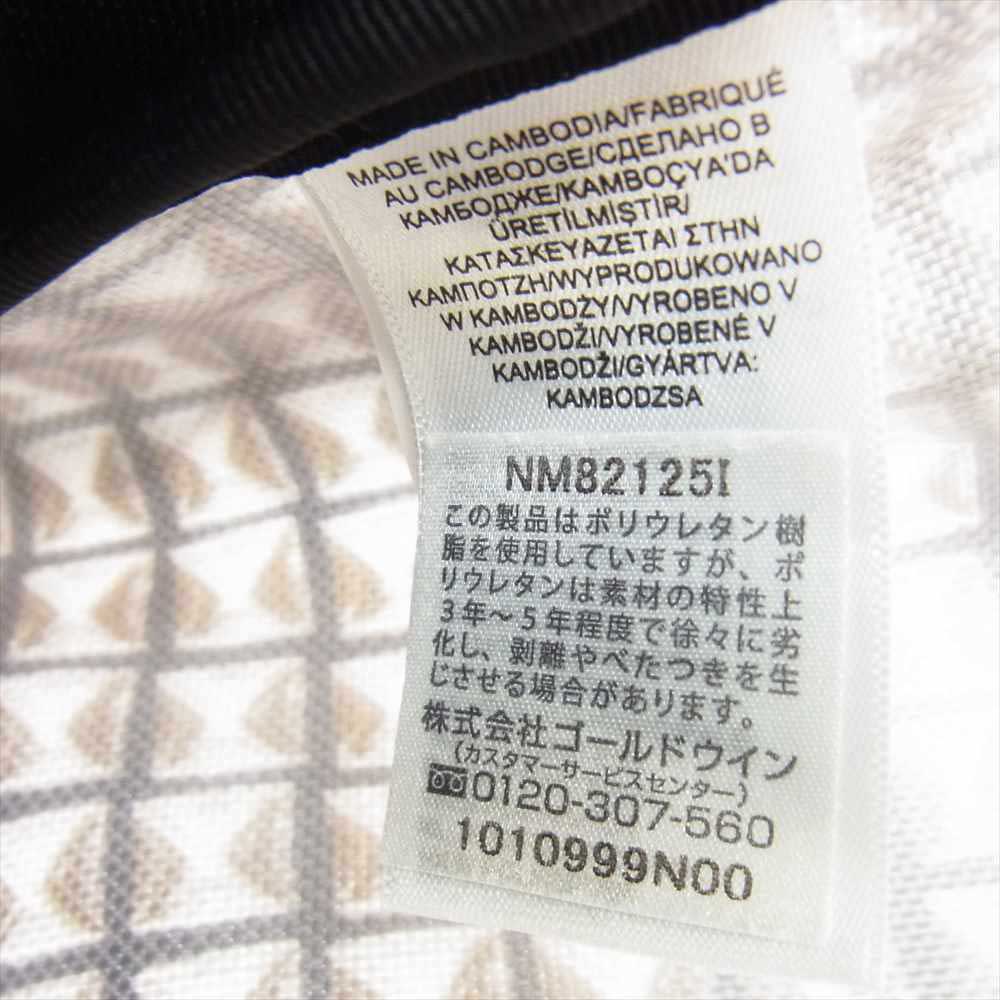 MADE IN CAMBODIA/FABRIQUÉ
AU CAMBODGE/СДЕЛАНО В
КАМБОДЖЕ/KAMBOÇYA'DA
ÜRETİLMİŞTİR/
ΚΑΤΑΣΚΕΥΑΖΕΤΑΙ ΣΤΗΝ
ΚΑΜΠΟΤΖΗ/WYPRODUKOWANO
W KAMBODŻY/VYROBENO V
KAMBODŽI/VYROBENÉ V
KAMBODŽI/GYÁRTVA:
KAMBODZSA
NM82125I
この製品はポリウレタン樹
脂を使用していますが、ポ
リウレタンは素材の特性上
3年～5年程度で徐々に劣
化し、剥離やべたつきを生
じさせる場合があります。
株式会社ゴールドウイン
(カスタマーサービスセンター)
0120-307-560
1010999N00